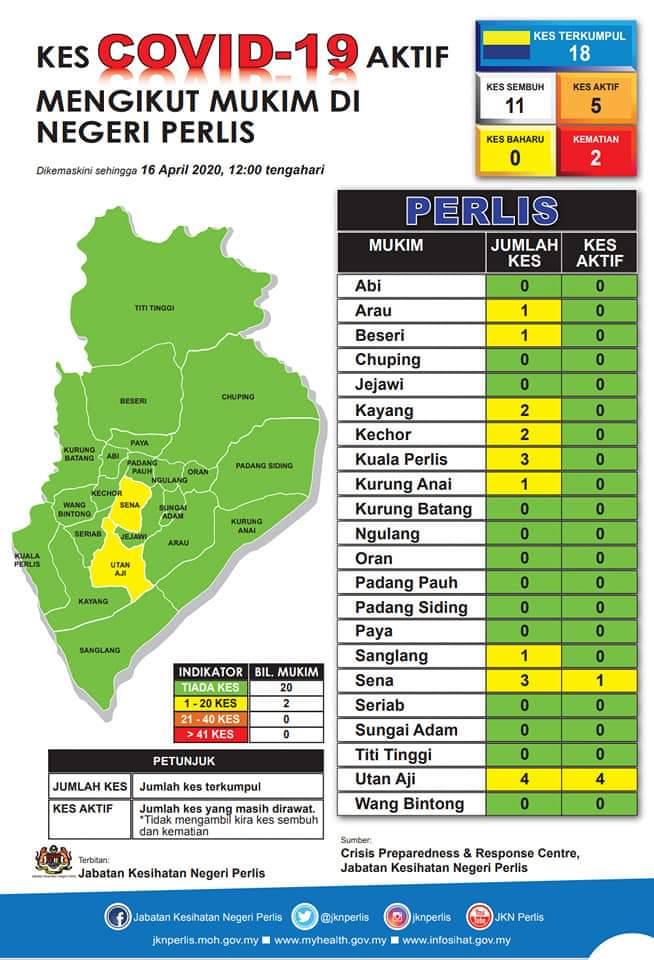 KES COVID-19 AKTIF
MENGIKUT MUKIM DI
NEGERI PERLIS
Dikemaskini sehingga 16 April 2020, 12:00 tengahari
KES TERKUMPUL
18
KES SEMBUH
11
KES AKTIF
5
KES BAHARU
0
KEMATIAN
2
PERLIS
MUKIM JUMLAH KES KES AKTIF
Abi 0 0
Arau 1 0
Beseri 1 0
Chuping 0 0
Jejawi 0 0
Kayang 2 0
Kechor 2 0
Kuala Perlis 3 0
Kurung Anai 1 0
Kurung Batang 0 0
Ngulang 0 0
Oran 0 0
Padang Pauh 0 0
Padang Siding 0 0
Paya 0 0
Sanglang 1 0
Sena 3 1
Seriab 0 0
Sungai Adam 0 0
Titi Tinggi 0 0
Utan Aji 4 4
Wang Bintong 0 0
TITI TINGGI
BESERI
CHUPING
PAYA
KURUNG
BATANG
ABI
PADANG
PAUH
ORAN
PADANG SIDING
NGULANG
KECHOR
SENA
WANG
BINTONG
SUNGAI
ADAM
KURUNG
ANAI
SERIAB
JEJAWI
ARAU
KUALA
PERLIS
UTAN
AJI
KAYANG
SANGLANG
INDIKATOR BIL. MUKIM
TIADA KES 20
1 - 20 KES 2
21 - 40 KES 0
> 41 KES 0
PETUNJUK
JUMLAH KES Jumlah kes terkumpul
KES AKTIF Jumlah kes yang masih dirawat.
*Tidak mengambil kira kes sembuh
dan kematian
Terbitan:
Jabatan Kesihatan Negeri Perlis
Sumber:
Crisis Preparedness & Response Centre,
Jabatan Kesihatan Negeri Perlis
Jabatan Kesihatan Negeri Perlis @jknperlis jknperlis JKN Perlis
jknperlis.moh.gov.my www.myhealth.gov.my www.infosihat.gov.my